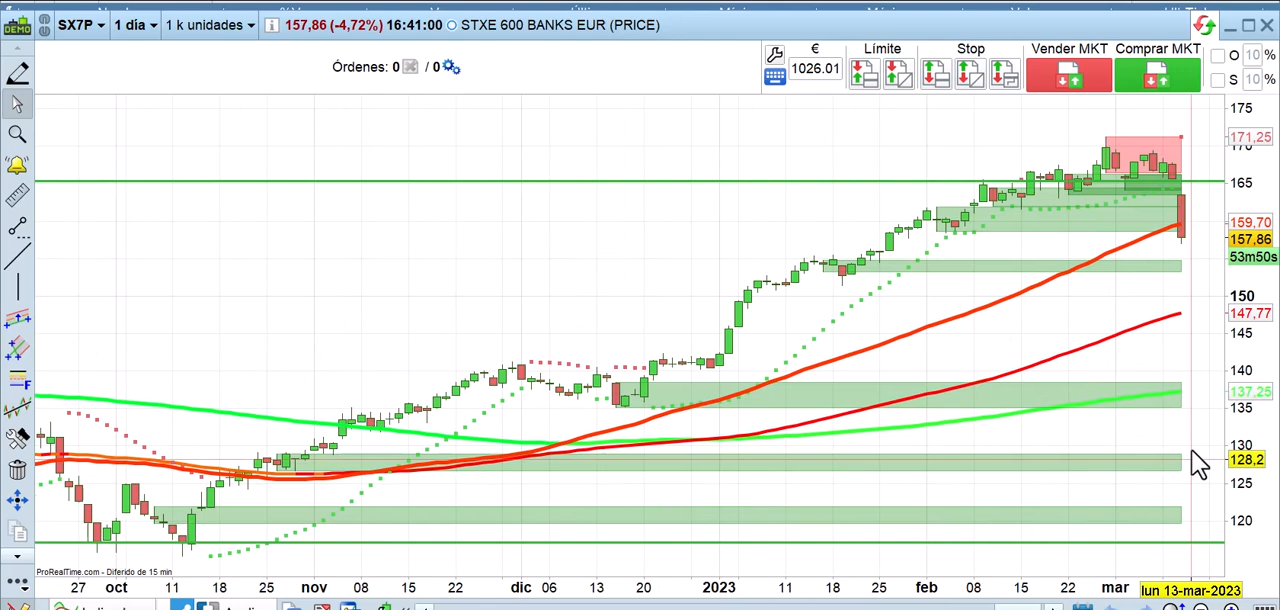 DEMO SX7P 1 día 1 k unidades 157,86 (-4,72%) 16:41:00 STXE 600 BANKS EUR (PRICE)
Órdenes: 0 / 0
€ Límite Stop Vender MKT Comprar MKT O 10 %
1026.01 S 10 %
175
171,25
170
165
159,70
157,86
53m50s
150
147,77
145
140
137,25
135
130
128,2
125
120
ProRealTime.com - Diferido de 15 min
27 oct 11 18 25 nov 08 15 22 dic 06 13 20 2023 11 18 25 feb 08 15 22 mar lun 13-mar-2023